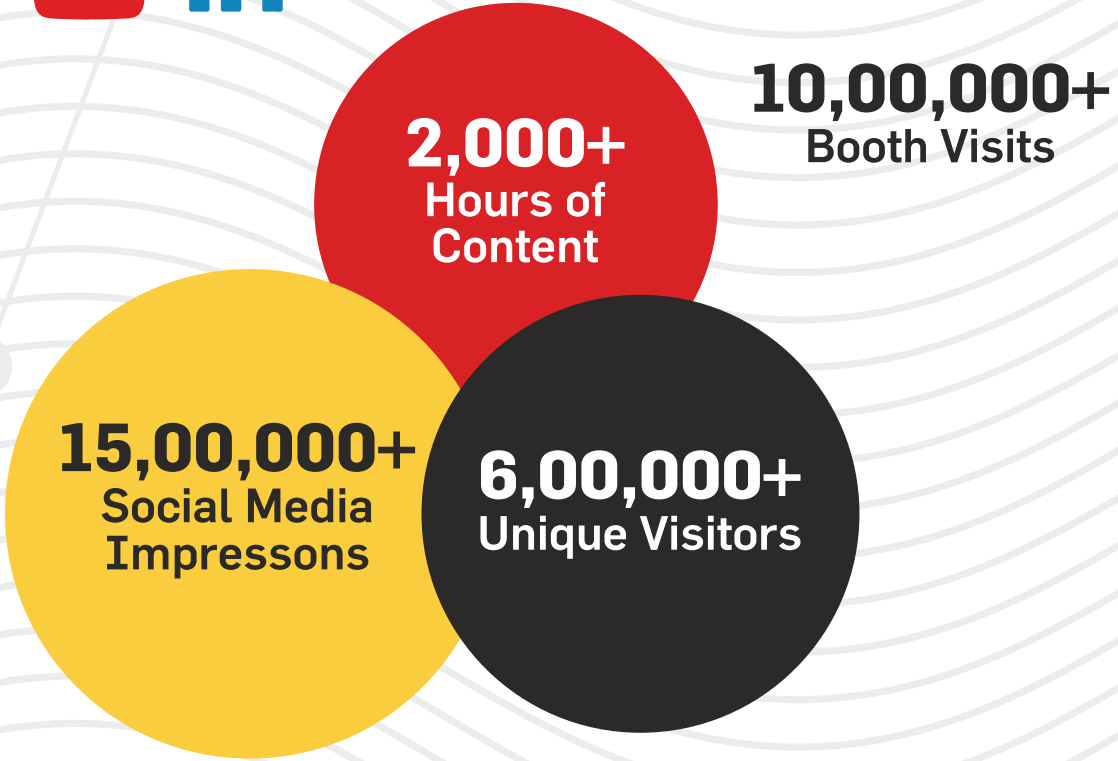 2,000+
Hours of
Content
10,00,000+
Booth Visits
15,00,000+
Social Media
Impressons
6,00,000+
Unique Visitors